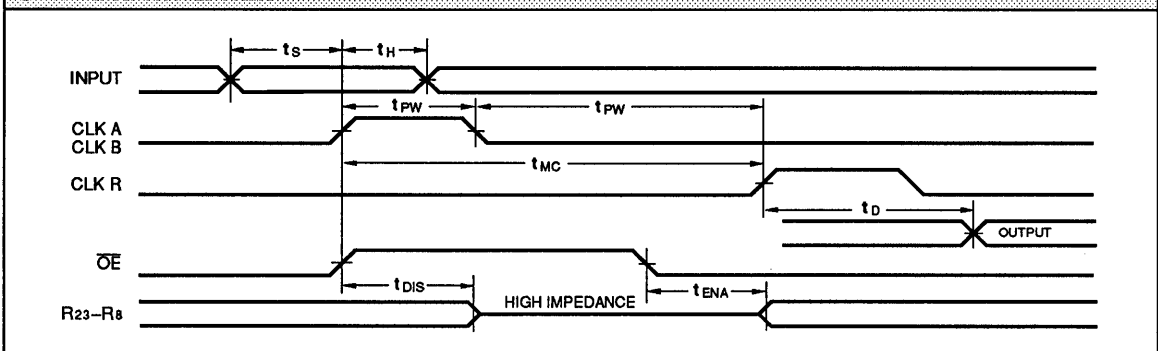 tS tH
INPUT
tPW tPW
CLK A
CLK B
tMC
CLK R
tD
OUTPUT
OE
tDIS tENA
HIGH IMPEDANCE
R23–R8